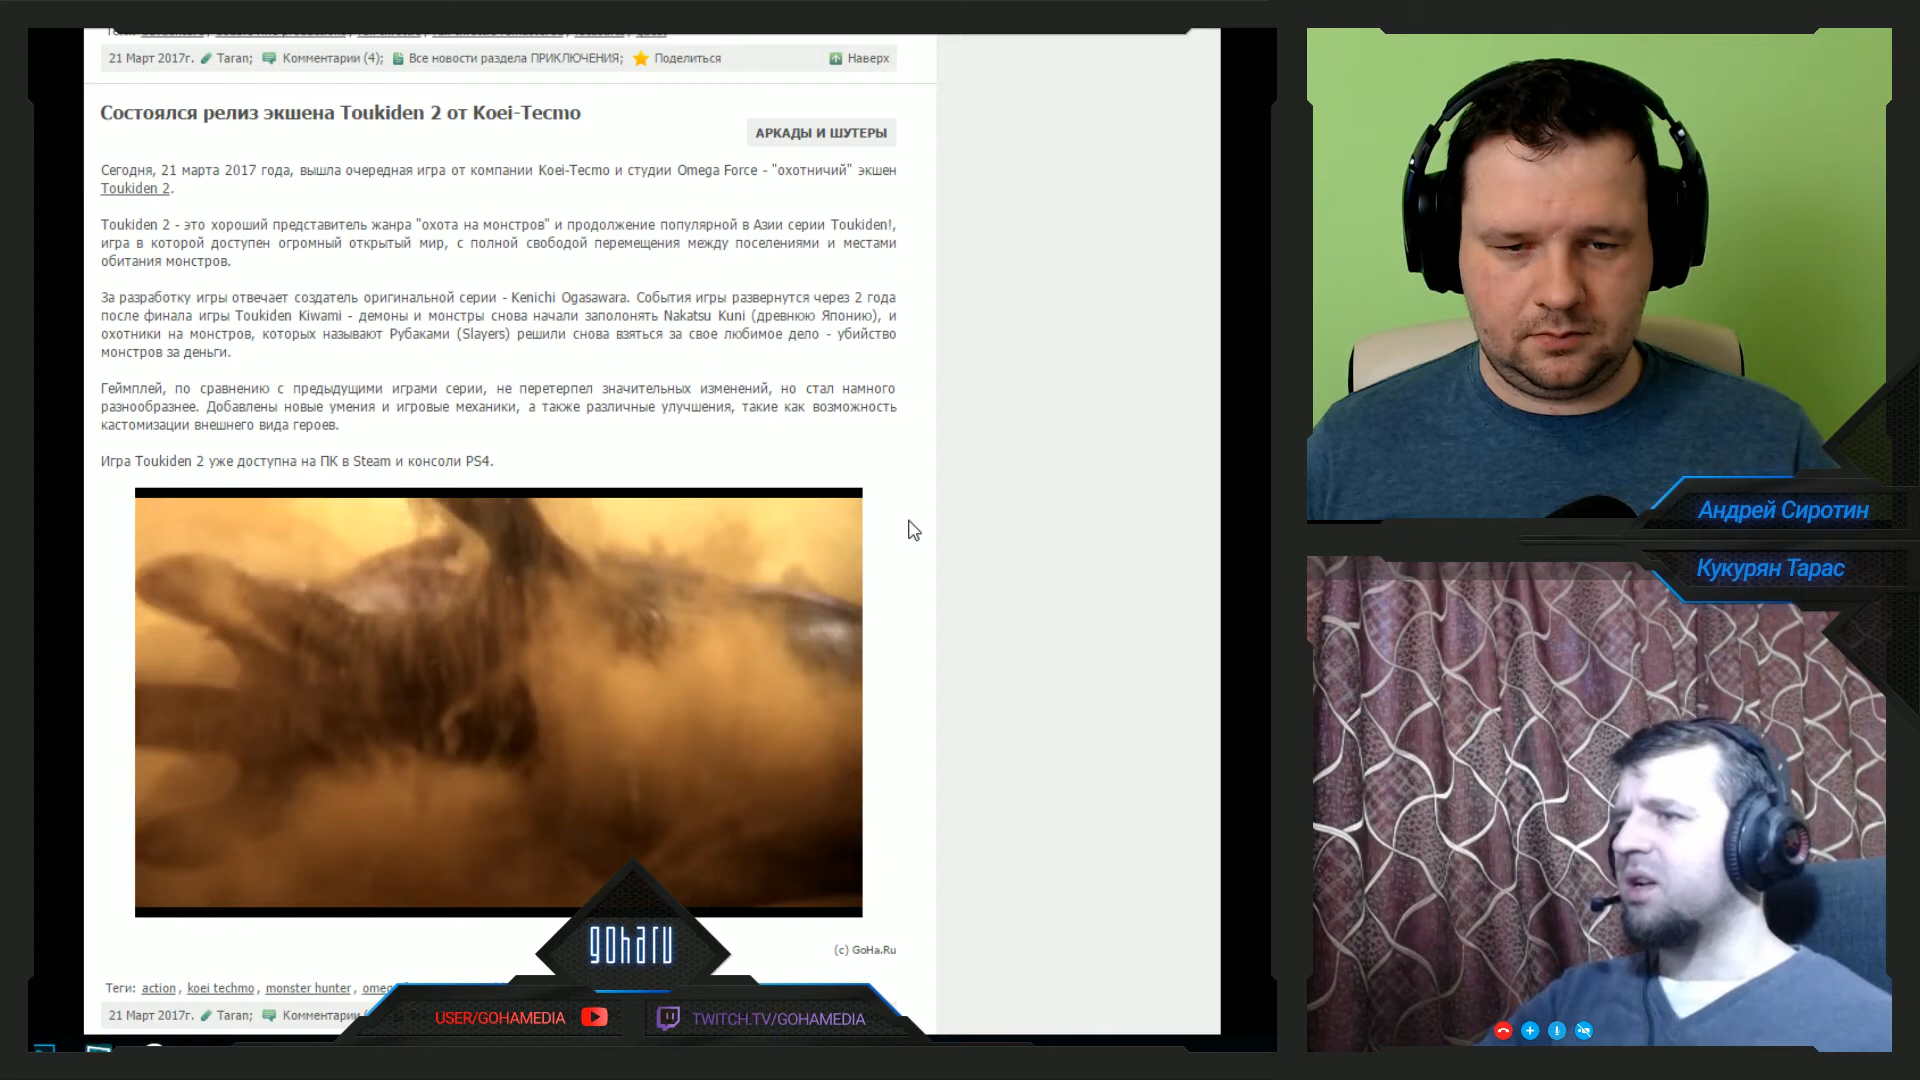 21 Март 2017г. Taran; Комментарии (4); Все новости раздела ПРИКЛЮЧЕНИЯ; Поделиться Наверх
Состоялся релиз экшена Toukiden 2 от Koei-Tecmo
АРКАДЫ И ШУТЕРЫ
Сегодня, 21 марта 2017 года, вышла очередная игра от компании Koei-Tecmo и студии Omega Force - "охотничий" экшен
Toukiden 2.
Toukiden 2 - это хороший представитель жанра "охота на монстров" и продолжение популярной в Азии серии Toukiden!,
игра в которой доступен огромный открытый мир, с полной свободой перемещения между поселениями и местами
обитания монстров.
За разработку игры отвечает создатель оригинальной серии - Kenichi Ogasawara. События игры развернутся через 2 года
после финала игры Toukiden Kiwami - демоны и монстры снова начали заполонять Nakatsu Kuni (древнюю Японию), и
охотники на монстров, которых называют Рубаками (Slayers) решили снова взяться за свое любимое дело - убийство
монстров за деньги.
Геймплей, по сравнению с предыдущими играми серии, не перетерпел значительных изменений, но стал намного
разнообразнее. Добавлены новые умения и игровые механики, а также различные улучшения, такие как возможность
кастомизации внешнего вида героев.
Игра Toukiden 2 уже доступна на ПК в Steam и консоли PS4.
(c) GoHa.Ru
Теги: action, koei techmo, monster hunter,
21 Март 2017г. Taran; Комментарии
goharu
USER/GOHAMEDIA
TWITCH.TV/GOHAMEDIA
Андрей Сиротин
Кукурян Тарас